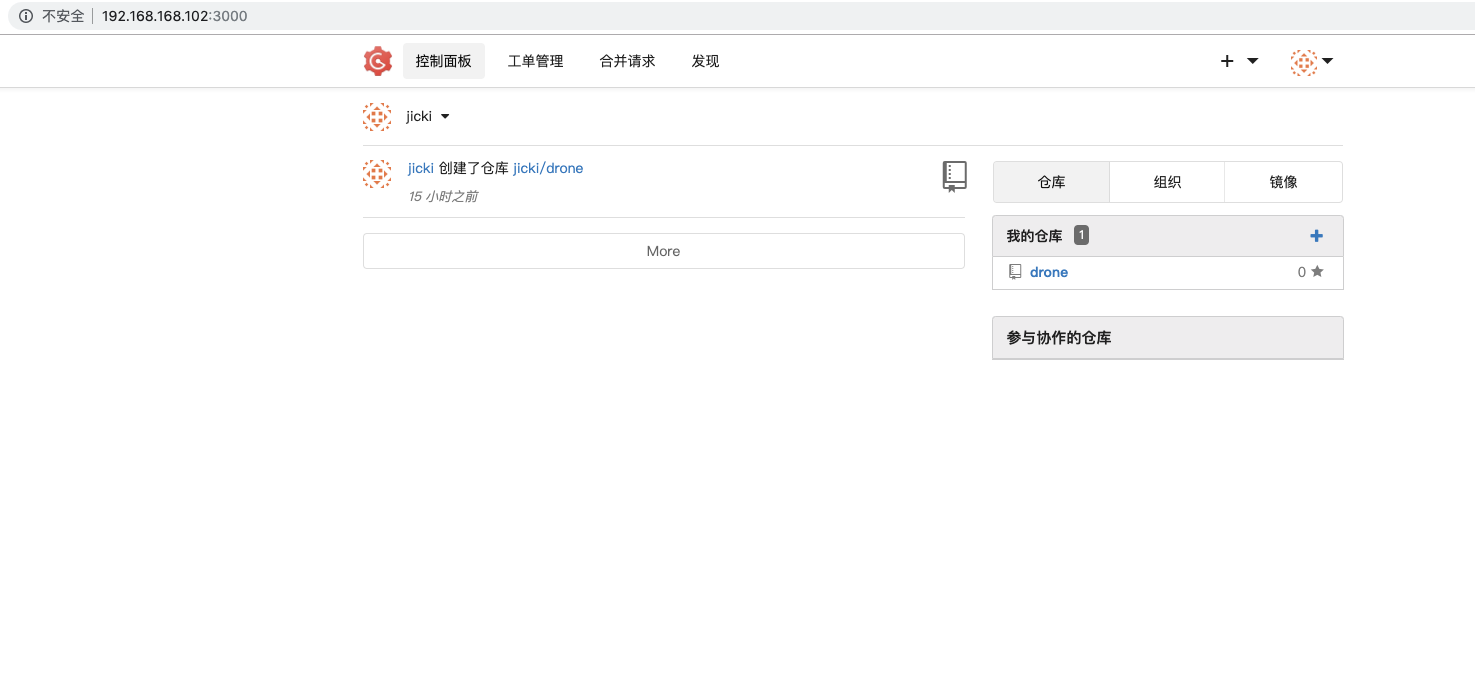 不安全 192.168.168.102:3000
控制面板 工单管理 合并请求 发现
jicki
jicki 创建了仓库 jicki/drone
15 小时之前
More
仓库 组织 镜像
我的仓库 1
drone 0
参与协作的仓库